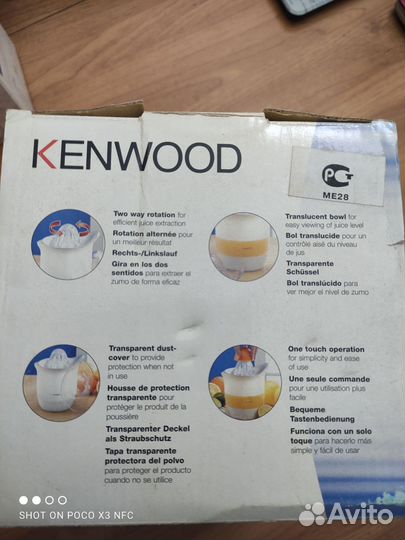 KENWOOD
РСТ
ME28
Two way rotation for
efficient juice extraction
Rotation alternée pour
un meilleur résultat
Rechts-/Linkslauf
Gira en los dos
sentidos para extraer el
zumo de forma eficaz
Translucent bowl for
easy viewing of juice level
Bol translucide pour un
contrôle aisé du niveau
de jus
Transparente
Schüssel
Bol translúcido para
ver mejor el nivel de zumo
Transparent dust-
cover to provide
protection when not
in use
Housse de protection
transparente pour
protéger le produit de la
poussière
Transparenter Deckel
als Straubschutz
Tapa transparente
protectora del polvo
para proteger el producto
cuando no se utilice
One touch operation
for simplicity and ease
of use
Une seule commande
pour une utilisation plus
facile
Bequeme
Tastenbedienung
Funciona con un solo
toque para hacerlo más
simple y fácil de usar
SHOT ON POCO X3 NFC
Avito